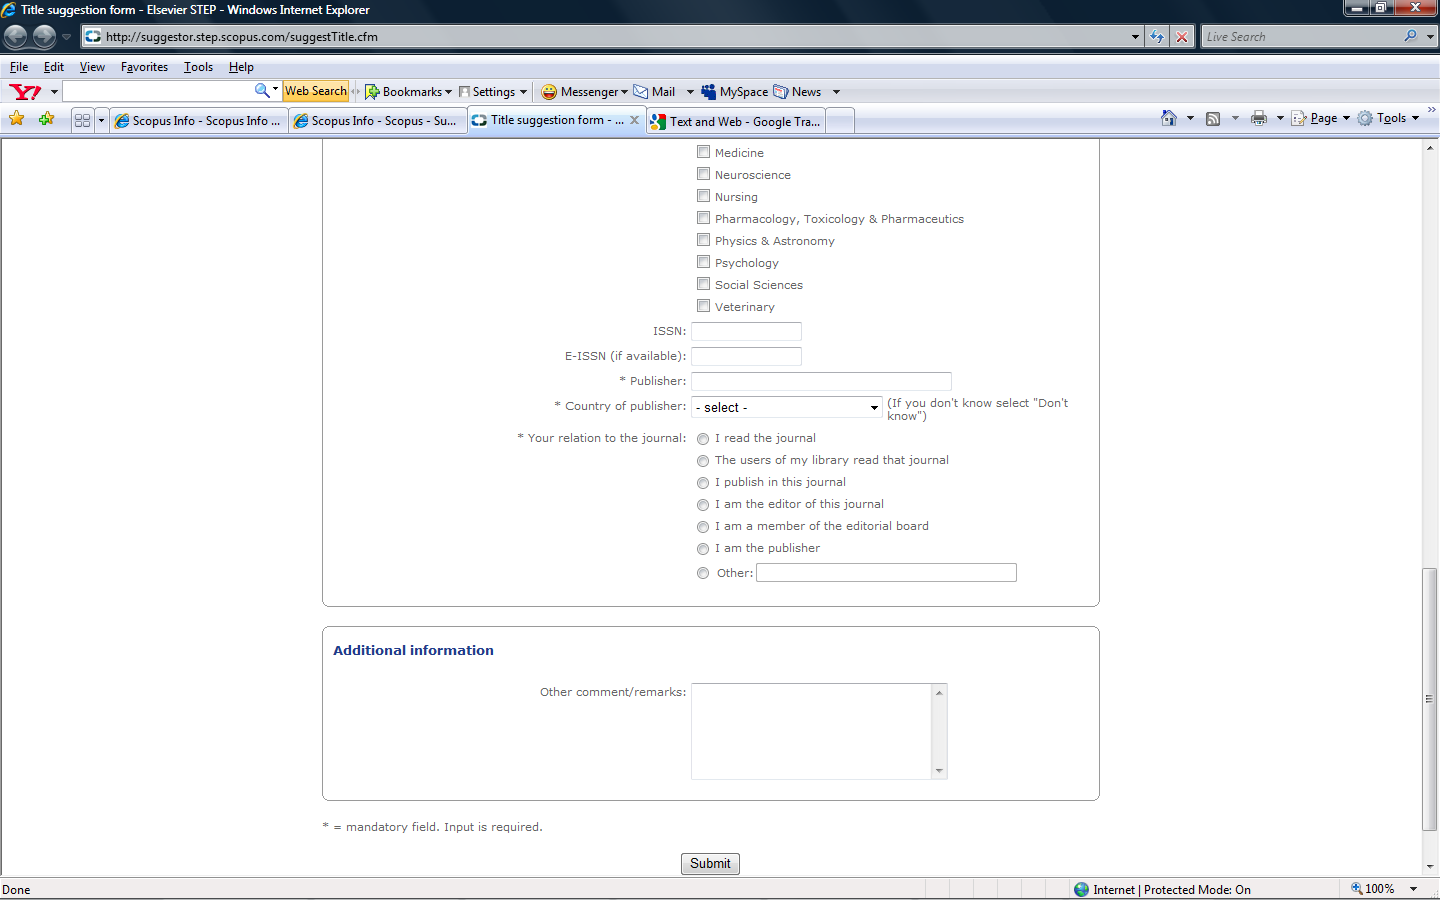 Title suggestion form - Elsevier STEP - Windows Internet Explorer
http://suggestor.step.scopus.com/suggestTitle.cfm
Live Search
File Edit View Favorites Tools Help
Y! Web Search Bookmarks Settings Messenger Mail MySpace News
Scopus Info - Scopus Info ... Scopus Info - Scopus - Su... Title suggestion form - ... Text and Web - Google Tra... Page Tools
Medicine
Neuroscience
Nursing
Pharmacology, Toxicology & Pharmaceutics
Physics & Astronomy
Psychology
Social Sciences
Veterinary
ISSN:
E-ISSN (if available):
* Publisher:
* Country of publisher: - select - (If you don't know select "Don't
know")
* Your relation to the journal: I read the journal
The users of my library read that journal
I publish in this journal
I am the editor of this journal
I am a member of the editorial board
I am the publisher
Other:
Additional information
Other comment/remarks:
* = mandatory field. Input is required.
Submit
Done Internet | Protected Mode: On 100%